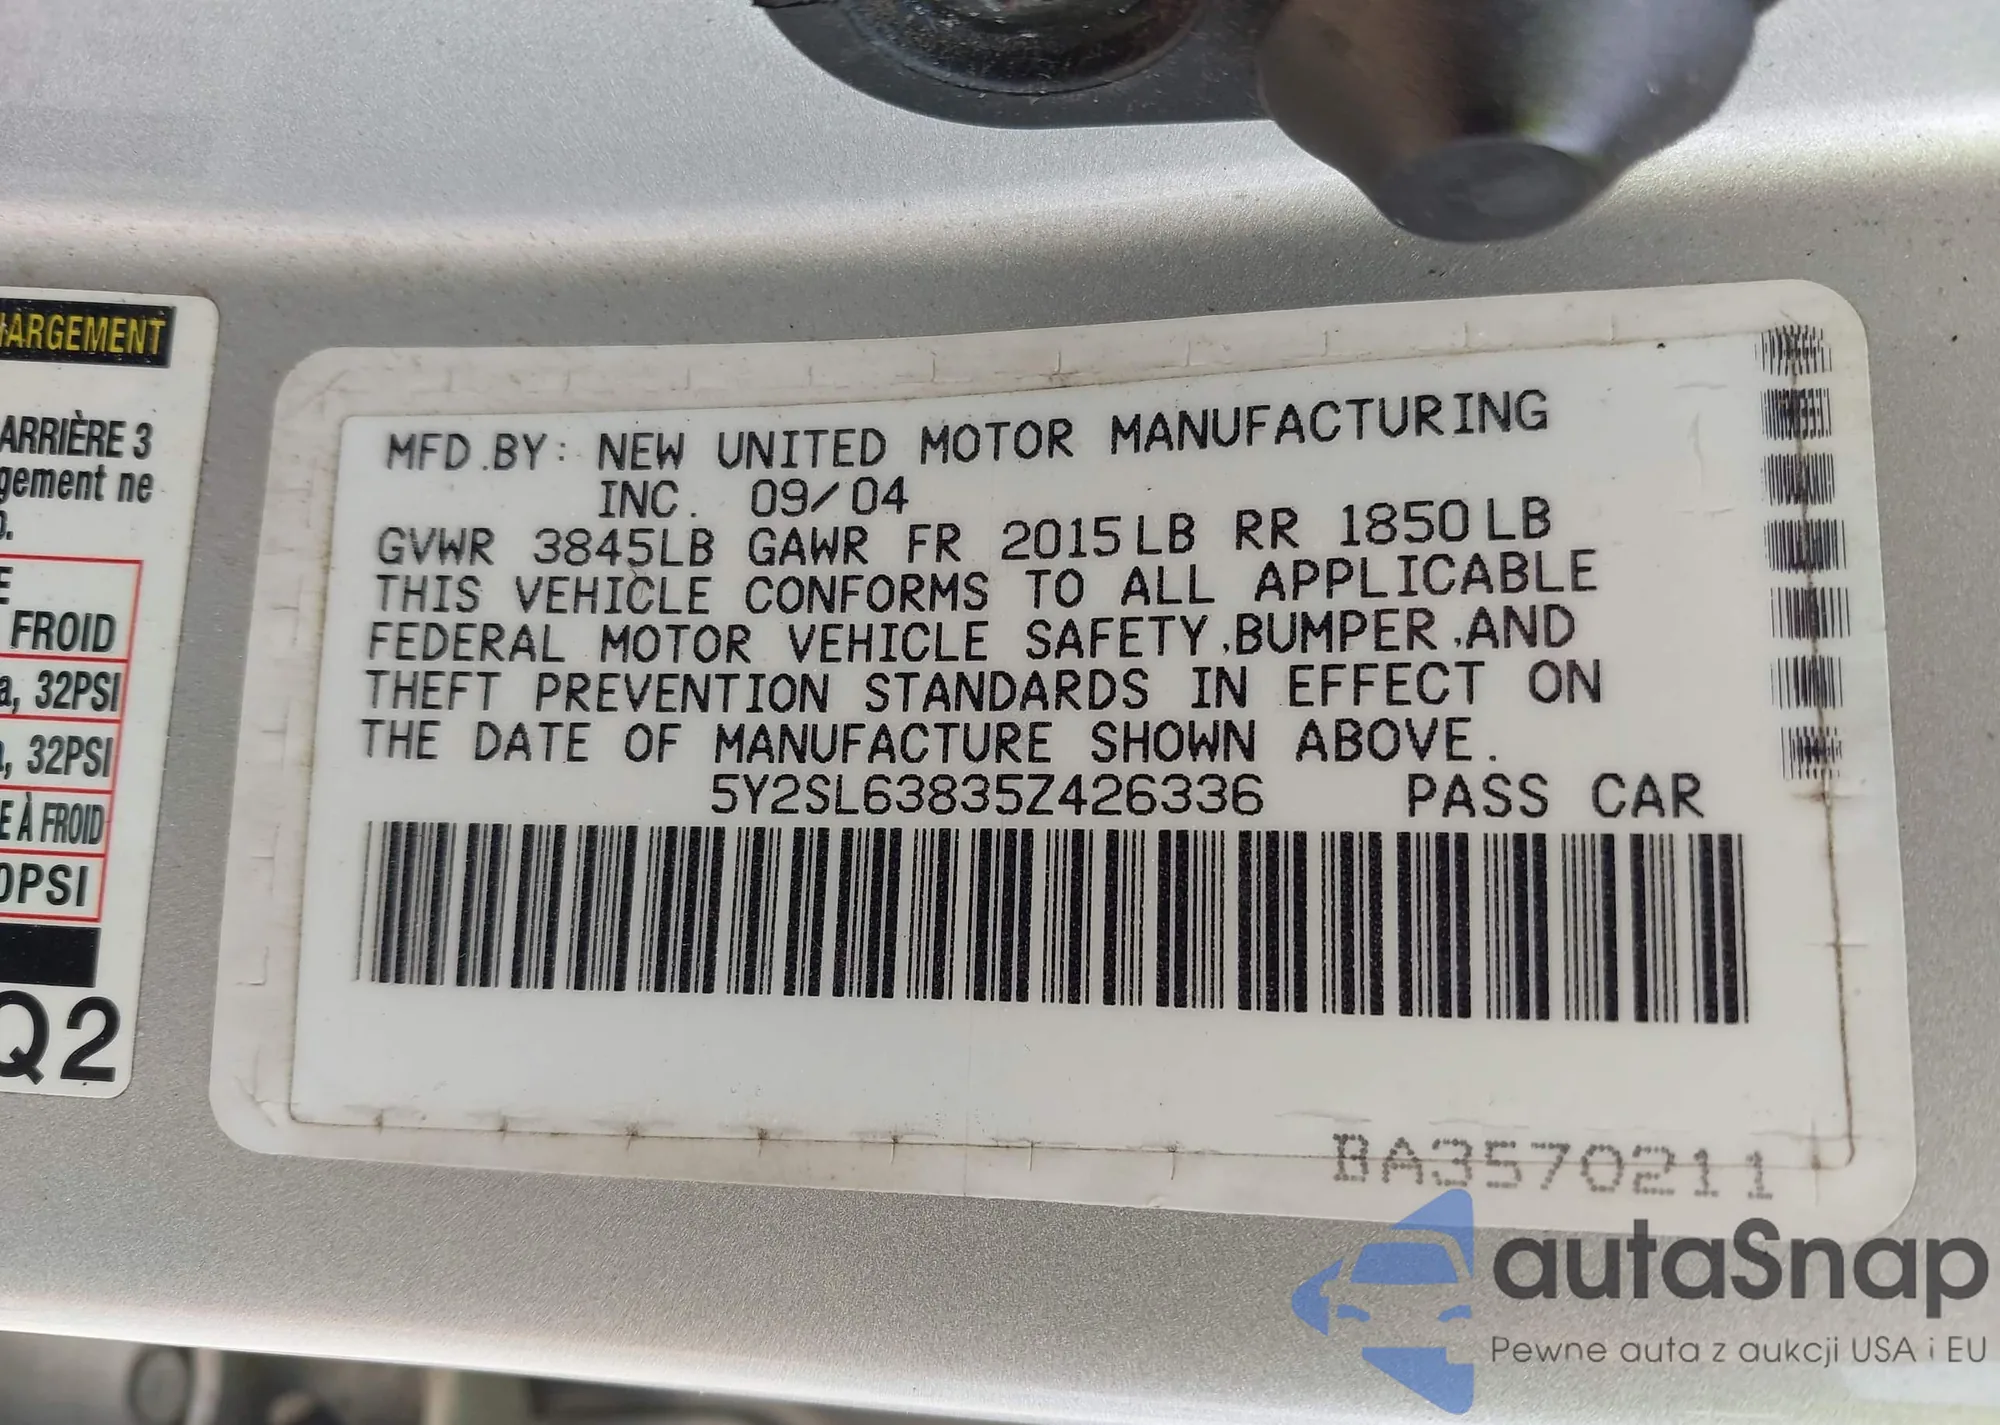 HARGEMENT
ARRIÈRE 3
gement ne
E
FROID
a, 32PSI
, 32PSI
E À FROID
0PSI
Q2
MFD.BY: NEW UNITED MOTOR MANUFACTURING
INC. 09/04
GVWR 3845LB GAWR FR 2015LB RR 1850LB
THIS VEHICLE CONFORMS TO ALL APPLICABLE
FEDERAL MOTOR VEHICLE SAFETY,BUMPER,AND
THEFT PREVENTION STANDARDS IN EFFECT ON
THE DATE OF MANUFACTURE SHOWN ABOVE.
5Y2SL63835Z426336 PASS CAR
BA3570211
autaSnap
Pewne auta z aukcji USA i EU